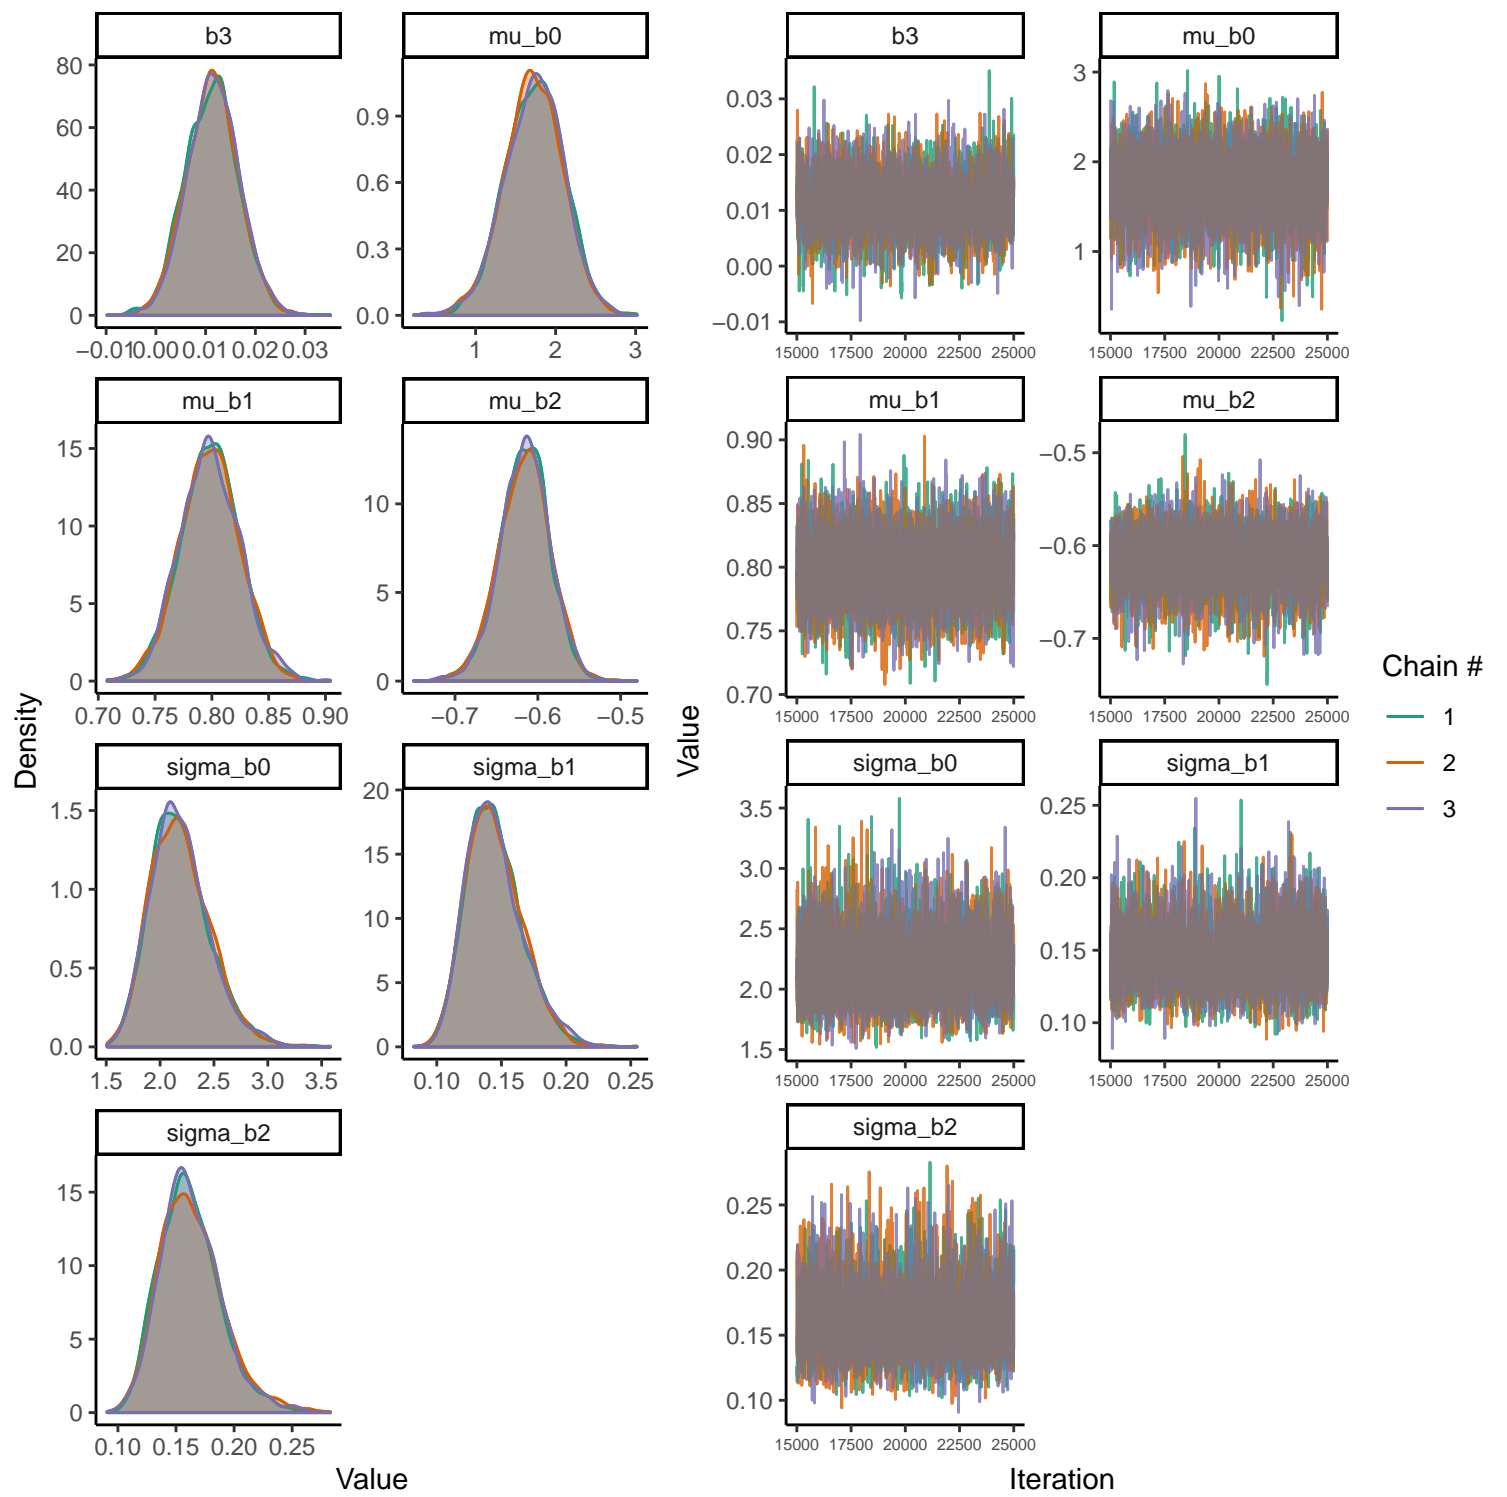 b3
mu_b0
b3
mu_b0
80
60
40
20
0
−0.01 0.00 0.01 0.02 0.03
0.9
0.6
0.3
0.0
1 2 3
0.03
0.02
0.01
0.00
−0.01
15000 17500 20000 22500 25000
3
2
1
15000 17500 20000 22500 25000
mu_b1
mu_b2
mu_b1
mu_b2
15
10
5
0
0.70 0.75 0.80 0.85 0.90
10
5
0
−0.7 −0.6 −0.5
0.90
0.85
0.80
0.75
0.70
15000 17500 20000 22500 25000
−0.5
−0.6
−0.7
15000 17500 20000 22500 25000
Density
Value
sigma_b0
sigma_b1
sigma_b0
sigma_b1
1.5
1.0
0.5
0.0
1.5 2.0 2.5 3.0 3.5
20
15
10
5
0
0.10 0.15 0.20 0.25
3.5
3.0
2.5
2.0
1.5
15000 17500 20000 22500 25000
0.25
0.20
0.15
0.10
15000 17500 20000 22500 25000
sigma_b2
sigma_b2
15
10
5
0
0.10 0.15 0.20 0.25
0.25
0.20
0.15
0.10
15000 17500 20000 22500 25000
Value
Iteration
Chain #
1
2
3